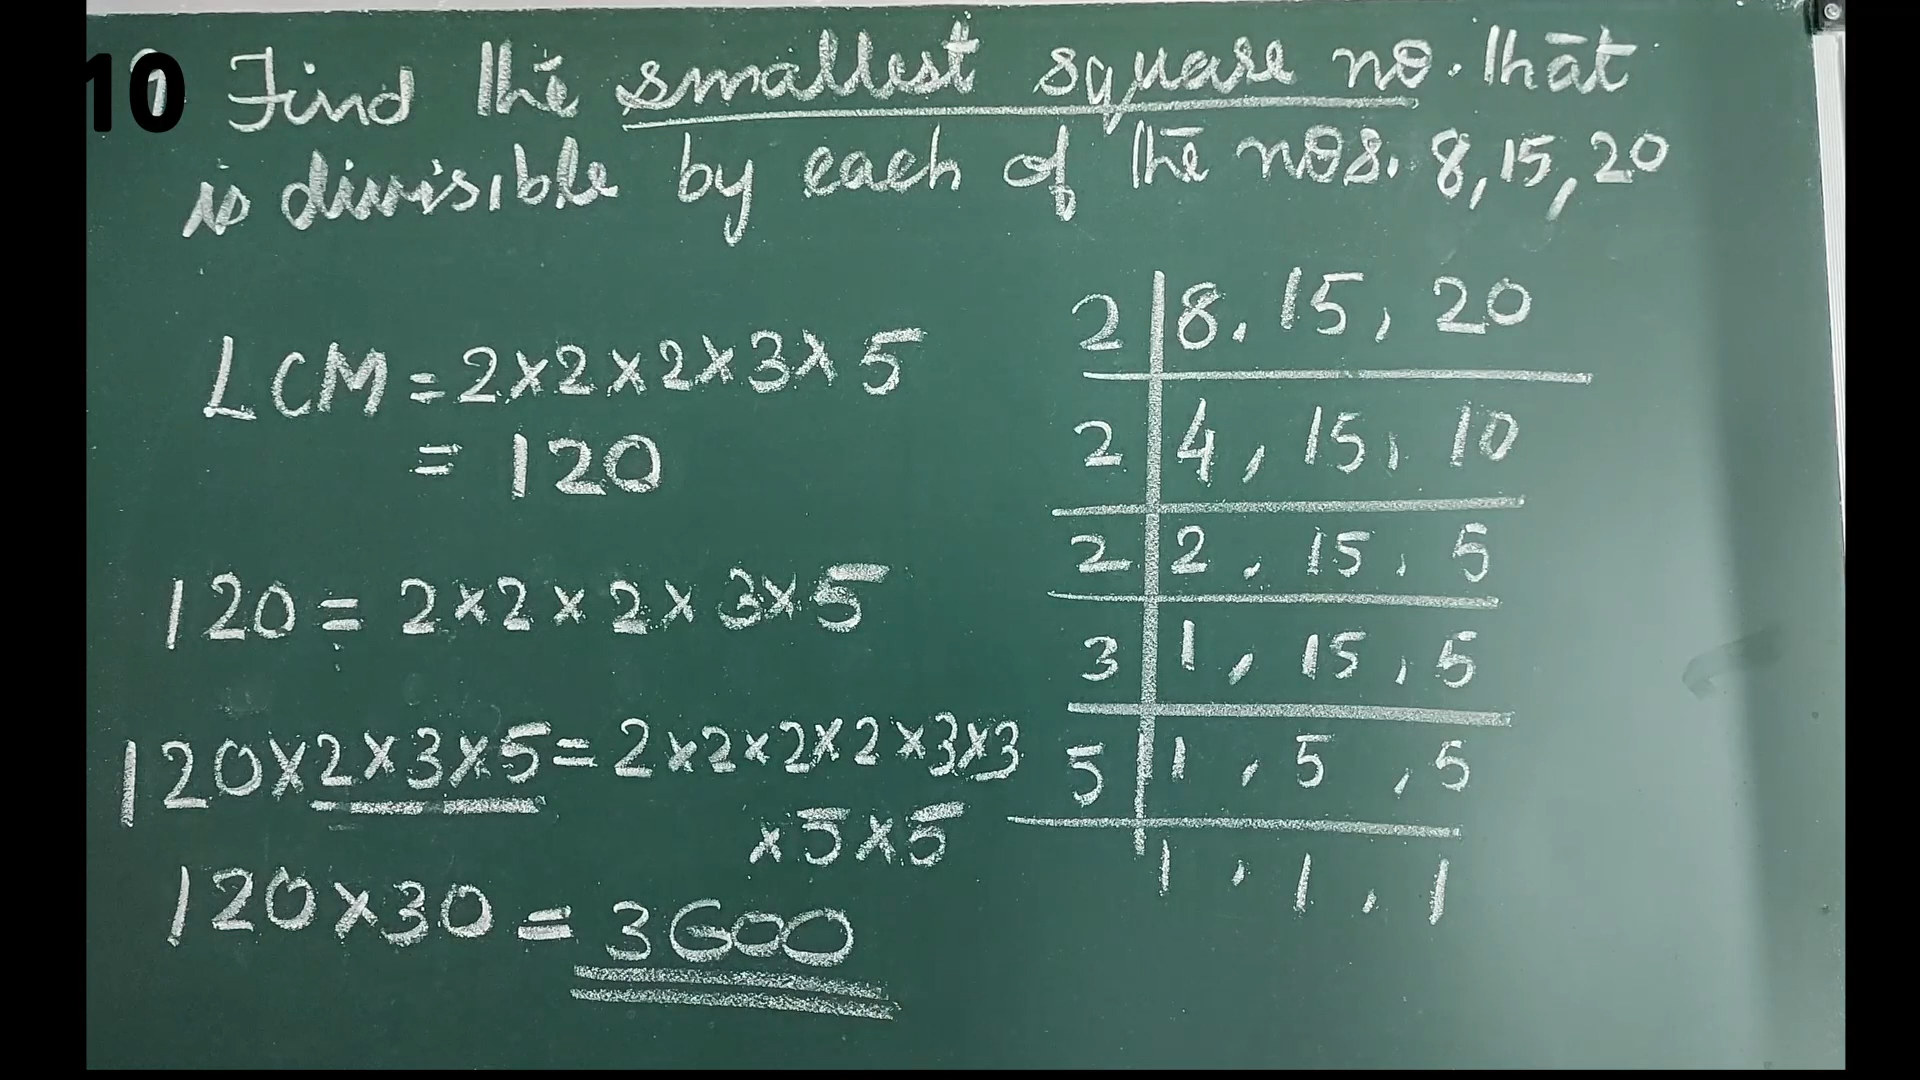 10 Find the smallest square no. that
is divisible by each of the nos. 8, 15, 20
LCM = 2×2×2×3×5
= 120
120 = 2×2×2×3×5
120×2×3×5 = 2×2×2×2×3×3
×5×5
120×30 = 3600
2 8, 15, 20
2 4, 15, 10
2 2, 15, 5
3 1, 15, 5
5 1, 5, 5
1, 1, 1